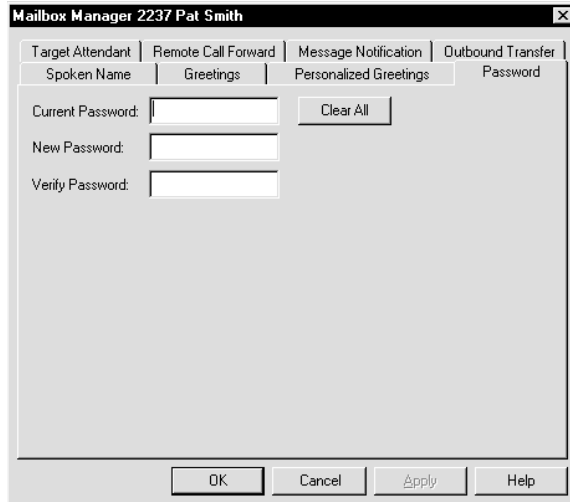 Mailbox Manager 2237 Pat Smith
Target Attendant Remote Call Forward Message Notification Outbound Transfer
Spoken Name Greetings Personalized Greetings Password
Current Password: Clear All
New Password:
Verify Password:
OK Cancel Apply Help